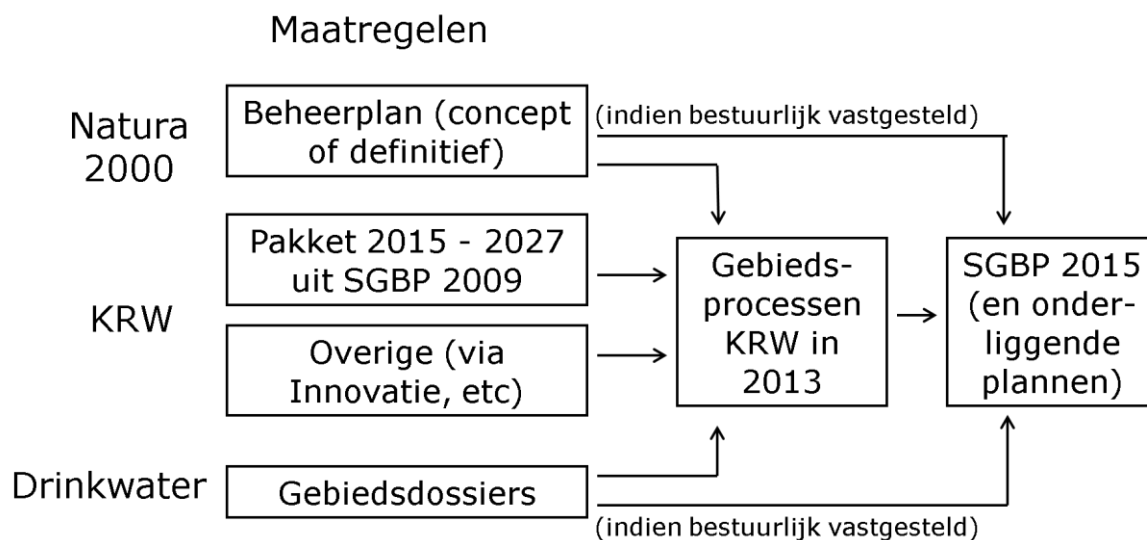 Maatregelen
Natura
2000
Beheerplan (concept
of definitief)
(indien bestuurlijk vastgesteld)
KRW
Pakket 2015 - 2027
uit SGBP 2009
Overige (via
Innovatie, etc)
Gebieds-
processen
KRW in
2013
SGBP 2015
(en onder-
liggende
plannen)
Drinkwater
Gebiedsdossiers
(indien bestuurlijk vastgesteld)